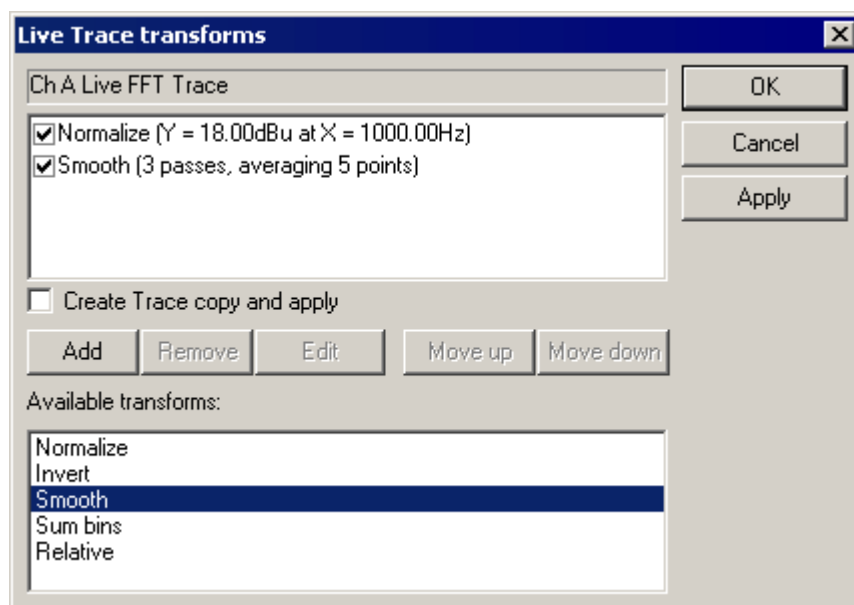 Live Trace transforms
Ch A Live FFT Trace
OK
Normalize (Y = 18.00dBu at X = 1000.00Hz)
Cancel
Smooth (3 passes, averaging 5 points)
Apply
Create Trace copy and apply
Add Remove Edit Move up Move down
Available transforms:
Normalize
Invert
Smooth
Sum bins
Relative